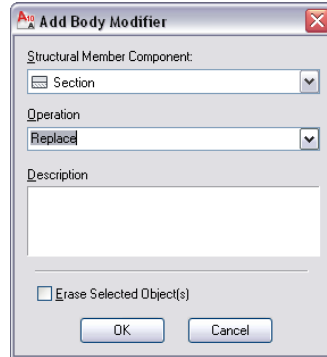 Add Body Modifier
Structural Member Component:
Section
Operation
Replace
Description
Erase Selected Object(s)
OK
Cancel